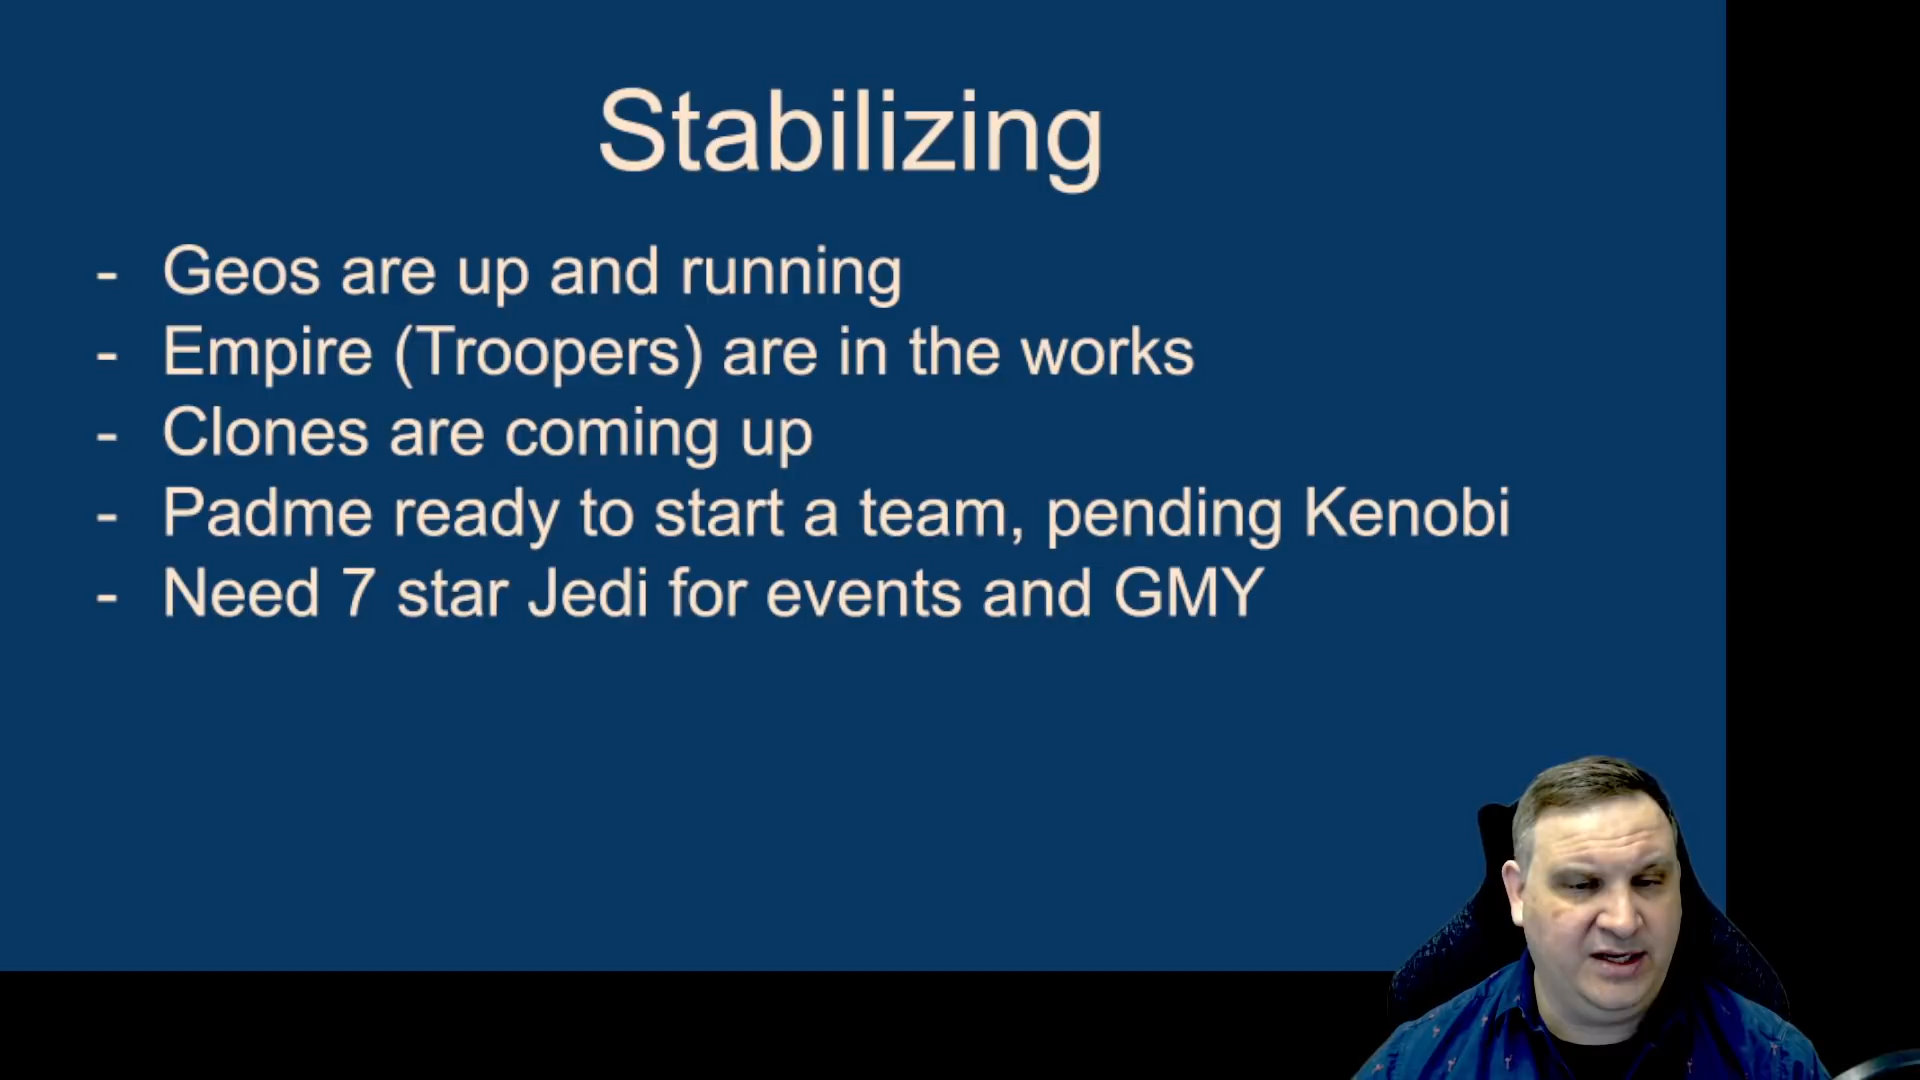 Stabilizing
- Geos are up and running
- Empire (Troopers) are in the works
- Clones are coming up
- Padme ready to start a team, pending Kenobi
- Need 7 star Jedi for events and GMY